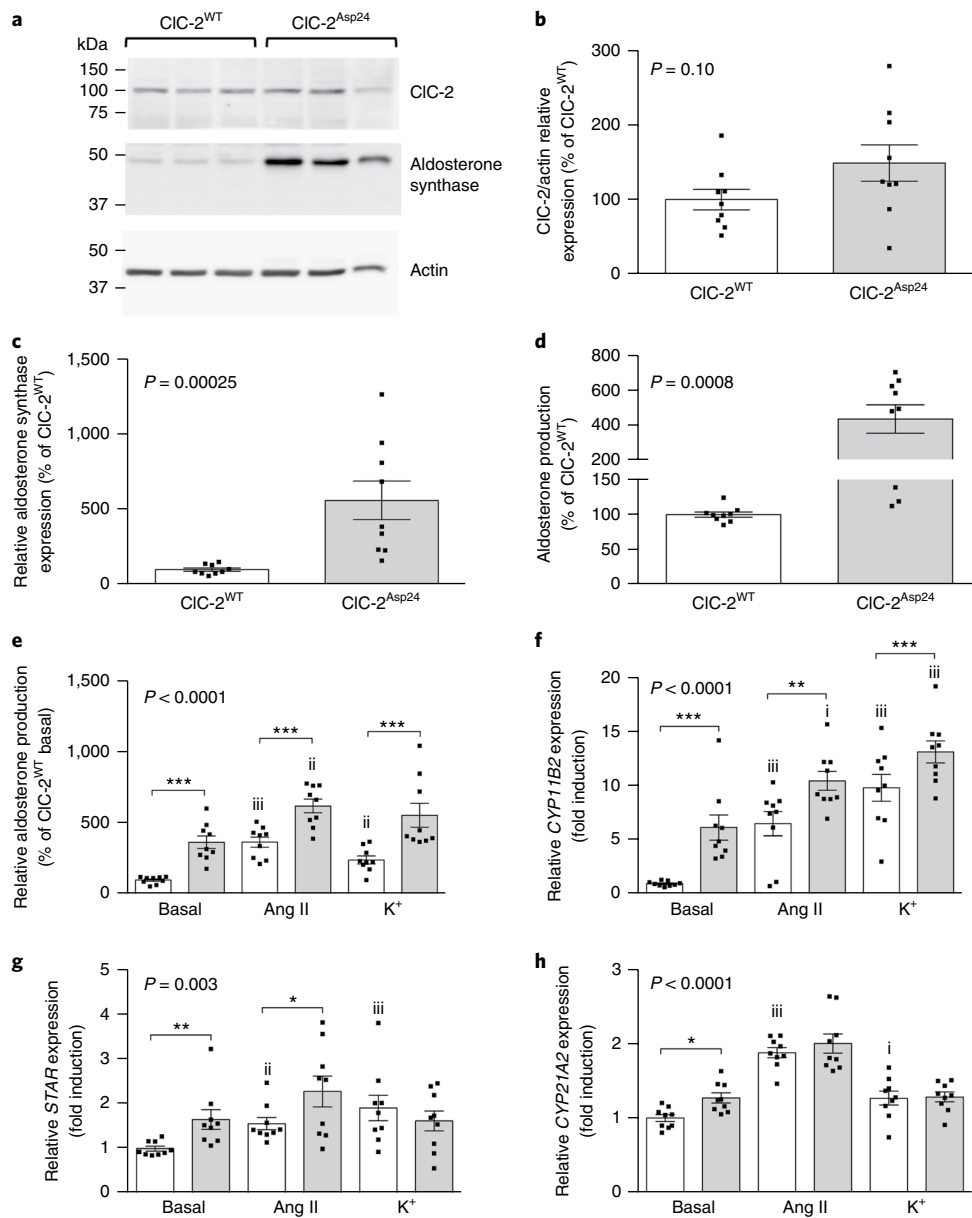 a
ClC-2WT ClC-2Asp24
kDa
150
100
75
ClC-2
50
37
Aldosterone
synthase
50
37
Actin
b
ClC-2/actin relative
expression (% of ClC-2WT)
300
200
100
0
P = 0.10
ClC-2WT ClC-2Asp24
c
Relative aldosterone synthase
expression (% of ClC-2WT)
1,500
1,000
500
0
P = 0.00025
ClC-2WT ClC-2Asp24
d
Aldosterone production
(% of ClC-2WT)
800
600
400
200
150
100
50
0
P = 0.0008
ClC-2WT ClC-2Asp24
e
Relative aldosterone production
(% of ClC-2WT basal)
1,500
1,000
500
0
P < 0.0001
*** *** ***
iii ii ii
Basal Ang II K+
f
Relative CYP11B2 expression
(fold induction)
20
15
10
5
0
P < 0.0001
*** ** ***
iii i iii iii
Basal Ang II K+
g
Relative STAR expression
(fold induction)
5
4
3
2
1
0
P = 0.003
** *
ii iii
Basal Ang II K+
h
Relative CYP21A2 expression
(fold induction)
3
2
1
0
P < 0.0001
*
iii i
Basal Ang II K+